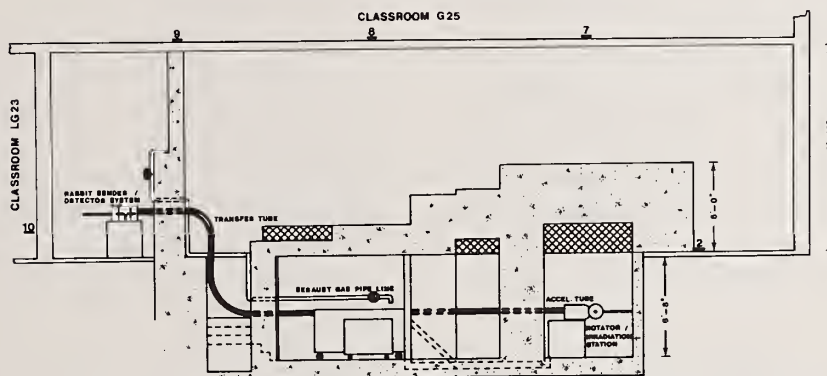 CLASSROOM G25
9
8
7
CLASSROOM LG23
RABBIT SENDER /
DETECTOR SYSTEM
TRANSFER TUBE
10
6'-0"
2
EXHAUST GAS PIPE LINE
ACCEL. TUBE
ROTATOR /
IRRADIATION
STATION
6'-8"